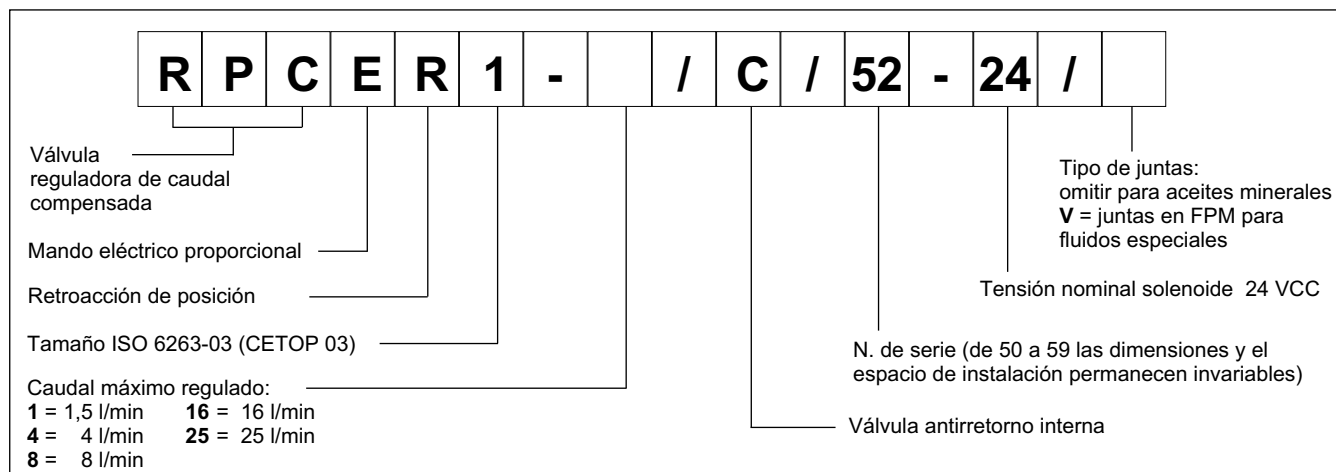 R P C E R 1 - / C / 52 - 24 /
Válvula
reguladora de caudal
compensada
Mando eléctrico proporcional
Retroacción de posición
Tamaño ISO 6263-03 (CETOP 03)
Caudal máximo regulado:
1 = 1,5 l/min 16 = 16 l/min
4 = 4 l/min 25 = 25 l/min
8 = 8 l/min
Tipo de juntas:
omitir para aceites minerales
V = juntas en FPM para
fluidos especiales
Tensión nominal solenoide 24 VCC
N. de serie (de 50 a 59 las dimensiones y el
espacio de instalación permanecen invariables)
Válvula antirretorno interna